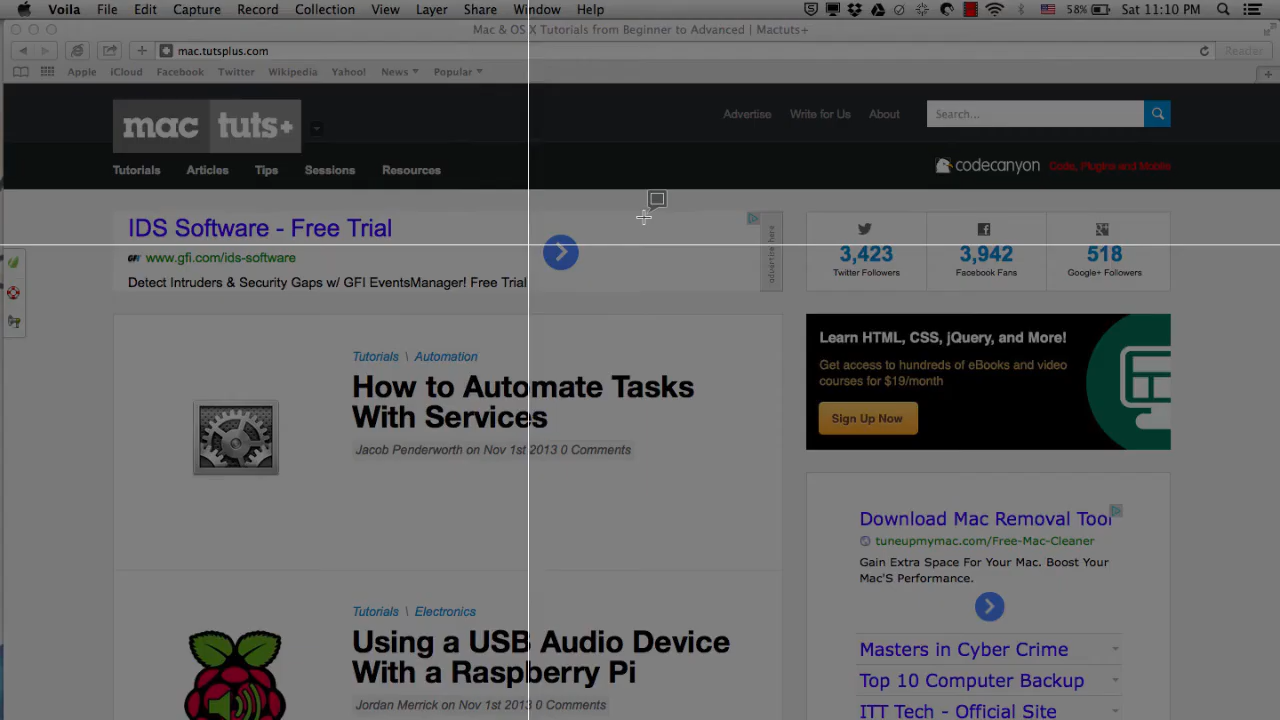 Voila File Edit Capture Record Collection View Layer Share Window Help 58% Sat 11:10 PM
Mac & OS X Tutorials from Beginner to Advanced | Mactuts+
mac.tutsplus.com Reader
Apple iCloud Facebook Twitter Wikipedia Yahoo! News Popular
mac tuts+
Advertise Write for Us About Search...
Tutorials Articles Tips Sessions Resources
codecanyon Code, Plugins and Mobile
IDS Software - Free Trial
GFI www.gfi.com/ids-software
Detect Intruders & Security Gaps w/ GFI EventsManager! Free Trial
advertise here
3,423 3,942 518
Twitter Followers Facebook Fans Google+ Followers
Tutorials \ Automation
How to Automate Tasks
With Services
Jacob Penderworth on Nov 1st 2013 0 Comments
Learn HTML, CSS, jQuery, and More!
Get access to hundreds of eBooks and video
courses for $19/month
Sign Up Now
Download Mac Removal Tool
tuneupmymac.com/Free-Mac-Cleaner
Gain Extra Space For Your Mac. Boost Your
Mac'S Performance.
Tutorials \ Electronics
Using a USB Audio Device
With a Raspberry Pi
Jordan Merrick on Nov 1st 2013 0 Comments
Masters in Cyber Crime
Top 10 Computer Backup
ITT Tech - Official Site